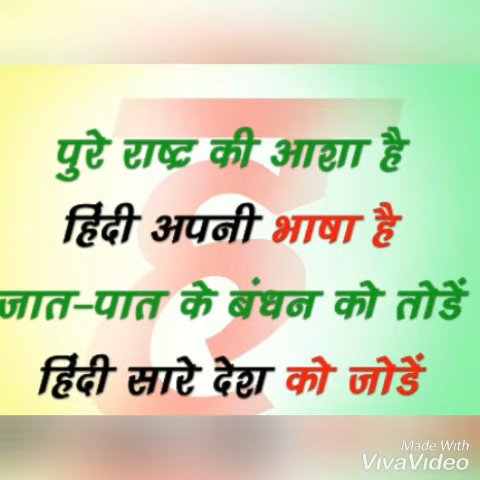 पुरे राष्ट्र की आशा है
हिंदी अपनी भाषा है
जात-पात के बंधन को तोडें
हिंदी सारे देश को जोडें
Made With
VivaVideo